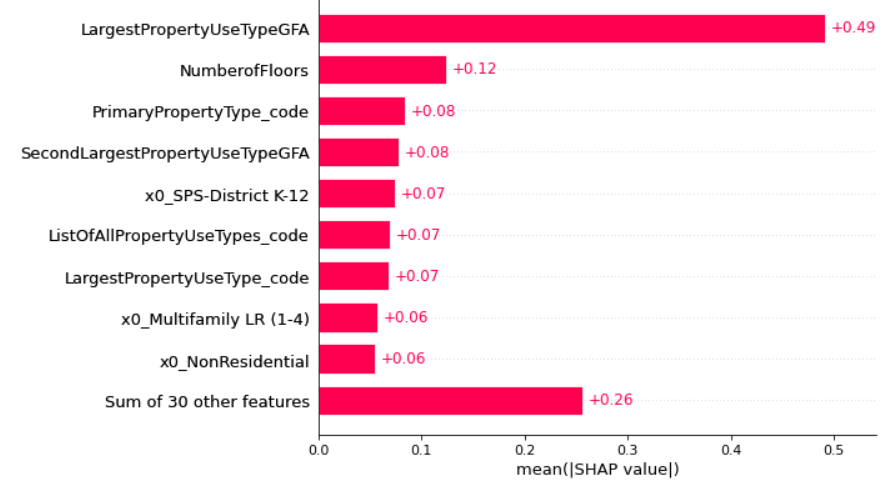 LargestPropertyUseTypeGFA +0.49
NumberofFloors +0.12
PrimaryPropertyType_code +0.08
SecondLargestPropertyUseTypeGFA +0.08
x0_SPS-District K-12 +0.07
ListOfAllPropertyUseTypes_code +0.07
LargestPropertyUseType_code +0.07
x0_Multifamily LR (1-4) +0.06
x0_NonResidential +0.06
Sum of 30 other features +0.26
0.0 0.1 0.2 0.3 0.4 0.5
mean(|SHAP value|)